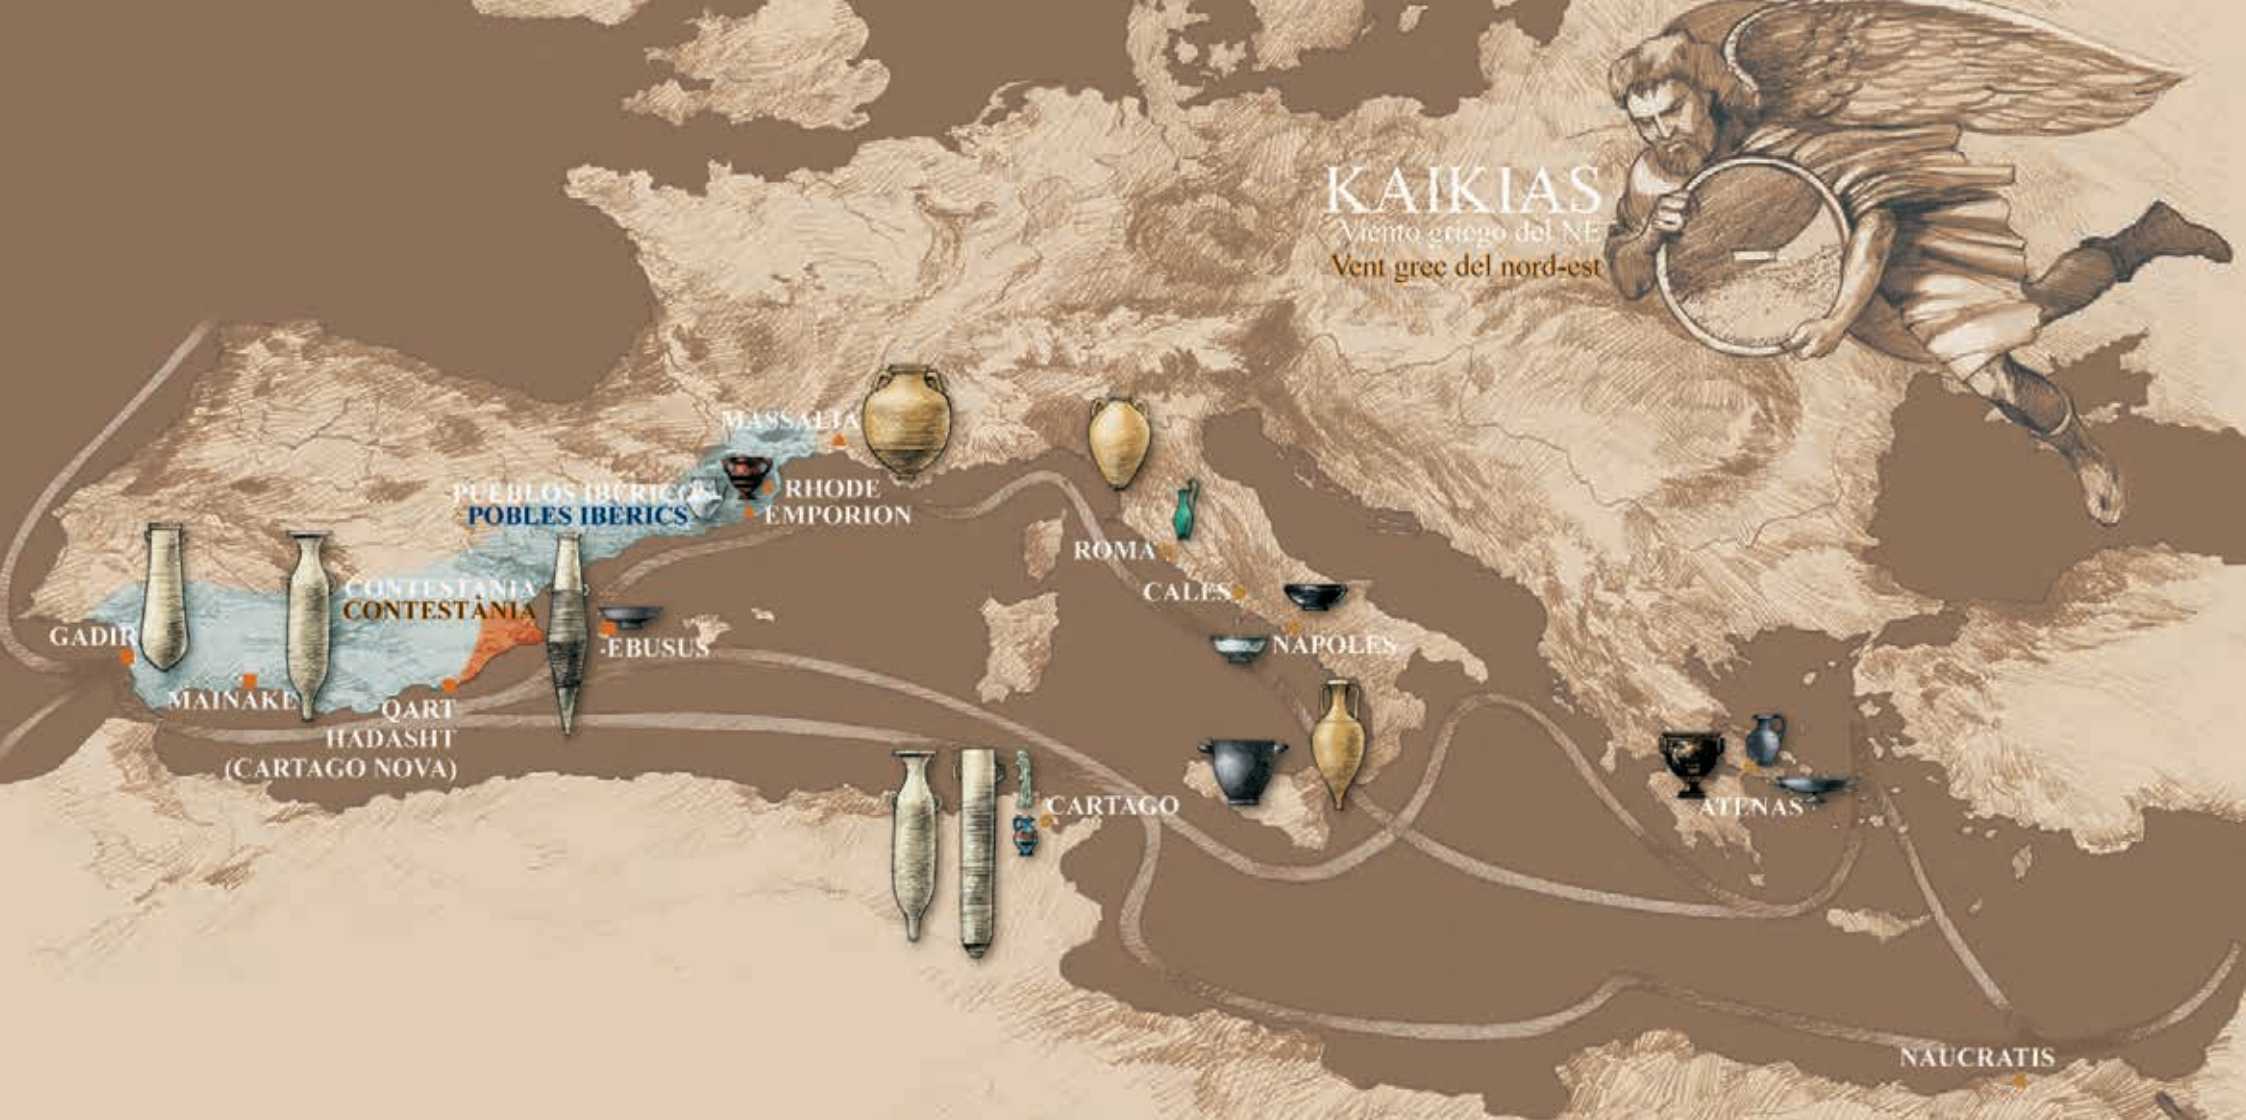 KAIKIAS
Viento griego del NE
Vent grec del nord-est
MASSALIA
PUEBLOS IBÉRICOS
POBLES IBERICS
RHODE
EMPORION
ROMA
CONTESTANIA
CONTESTÀNIA
CALES
GADIR
EBUSUS
NAPOLES
MAINAKE
QART
HADASHT
(CARTAGO NOVA)
CARTAGO
ATENAS
NAUCRATIS